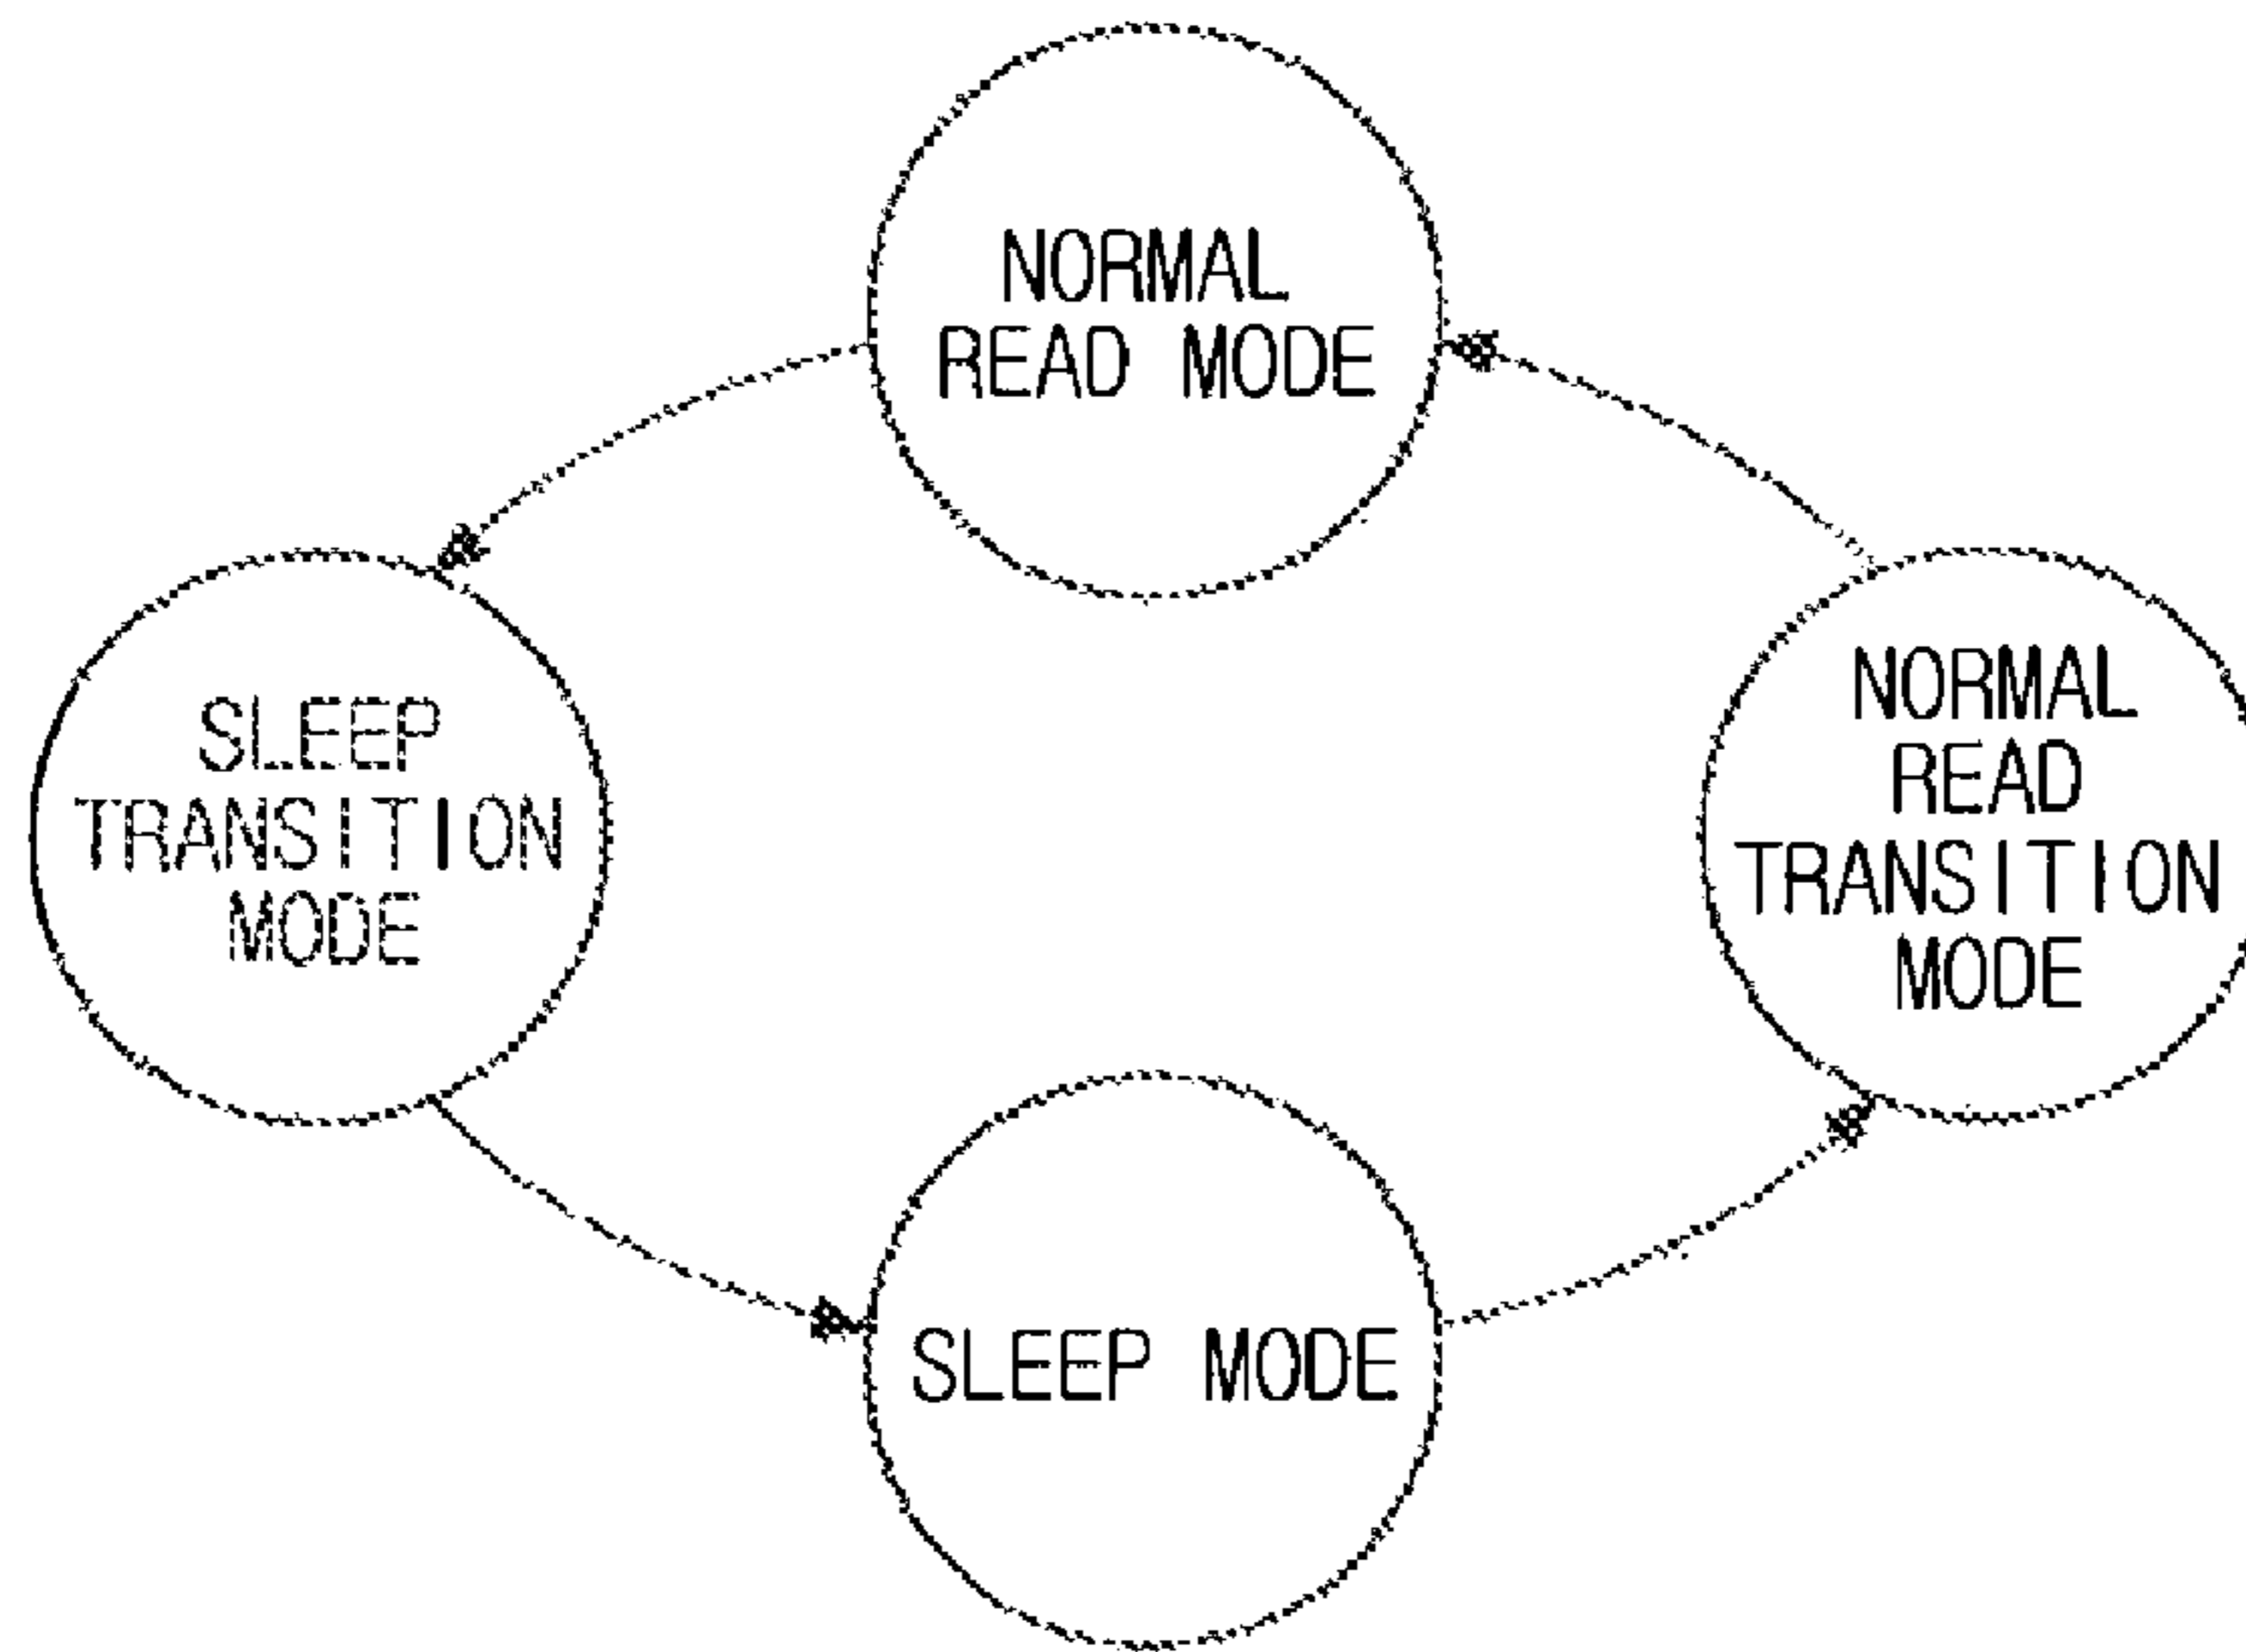 NORMAL
READ MODE
SLEEP
TRANSITION
MODE
NORMAL
READ
TRANSITION
MODE
SLEEP MODE